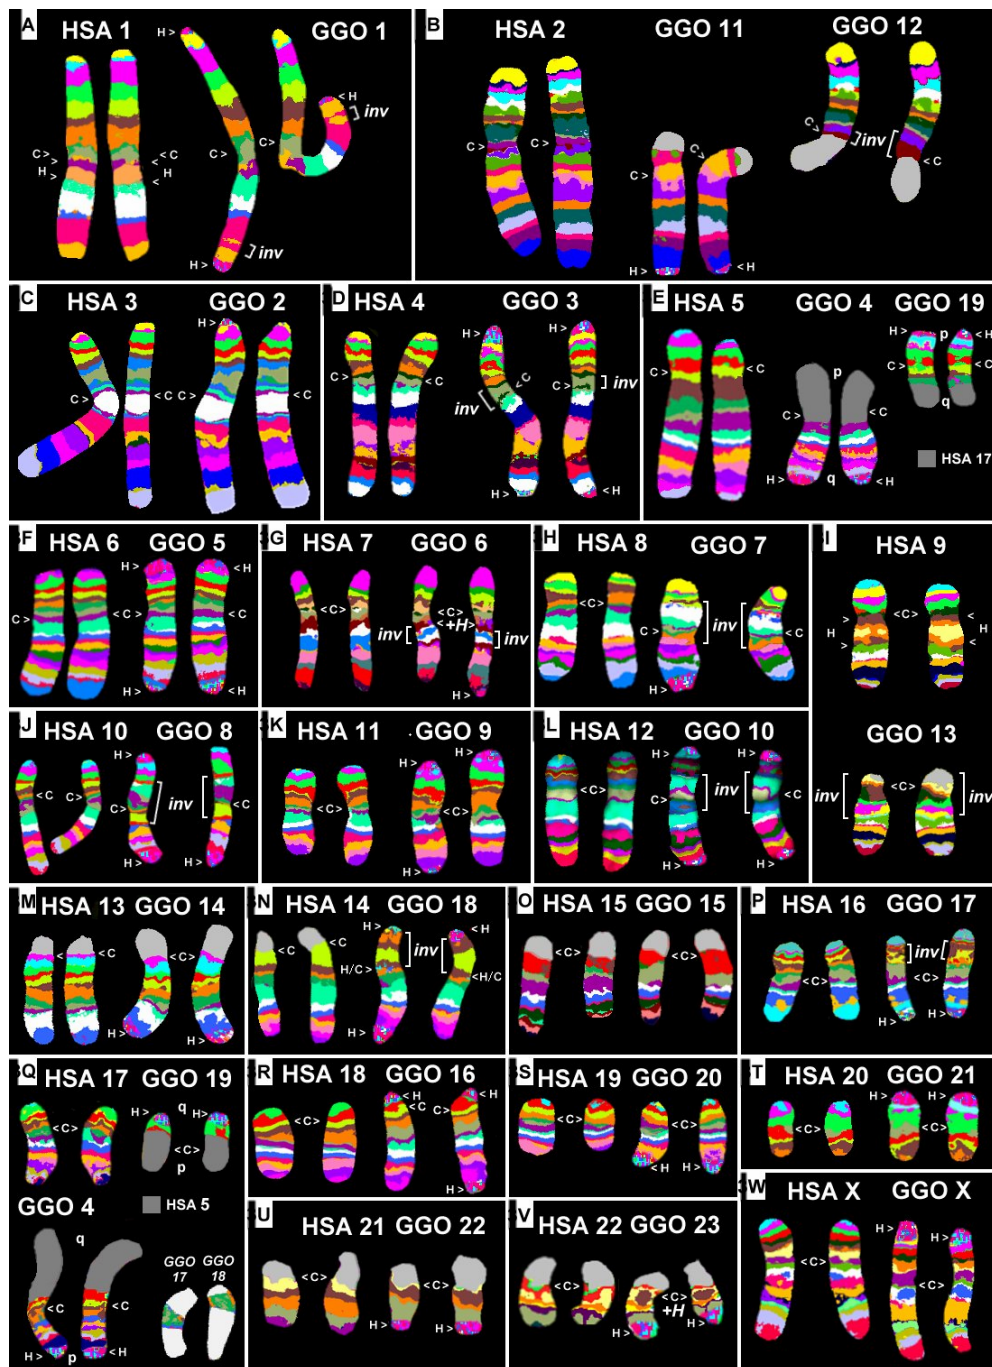 A
HSA 1
GGO 1
H >
< H
inv
C >
< C
C >
C >
H
>
<
H
inv
H >
B
HSA 2
GGO 11
GGO 12
C >
C >
C >
C >
inv
< C
H >
< H
C
HSA 3
GGO 2
H >
C >
< C
C >
D
HSA 4
GGO 3
H >
H >
C >
< C
< C
inv
inv
H >
< H
E
HSA 5
GGO 4
GGO 19
H >
p
< H
C >
< C
p
q
C >
< C
HSA 17
H >
q
< H
F
HSA 6
GGO 5
H >
< H
C >
< C
H >
< H
G
HSA 7
GGO 6
< C >
< C >
< +H >
inv
inv
H >
H
HSA 8
GGO 7
< C >
inv
C >
< C
H >
I
HSA 9
< C >
H
>
H
<
GGO 13
inv
< C >
inv
J
HSA 10
GGO 8
H >
< C
C >
C >
inv
< C
H >
H >
K
HSA 11
GGO 9
H >
H >
< C >
< C >
H >
L
HSA 12
GGO 10
H >
< C >
inv
< C
H >
H >
M
HSA 13
GGO 14
< C
C >
H >
N
HSA 14
GGO 18
H >
< H
< C
inv
H/C >
< H/C
H >
O
HSA 15
GGO 15
< C >
< C >
P
HSA 16
GGO 17
H >
inv
< C >
H >
H >
Q
HSA 17
GGO 19
H >
q
H >
< C >
< C >
p
GGO 4
HSA 5
q
GGO
17
GGO
18
< C
< C
p
< H
R
HSA 18
GGO 16
< H
< H
< C >
< C
H >
S
HSA 19
GGO 20
< C >
< C >
< H
H >
T
HSA 20
GGO 21
H >
H >
< C >
< C >
U
HSA 21
GGO 22
< C >
H >
H >
V
HSA 22
GGO 23
< C >
< C >
+H
H >
H >
W
HSA X
GGO X
H >
H >
< C >
< C >